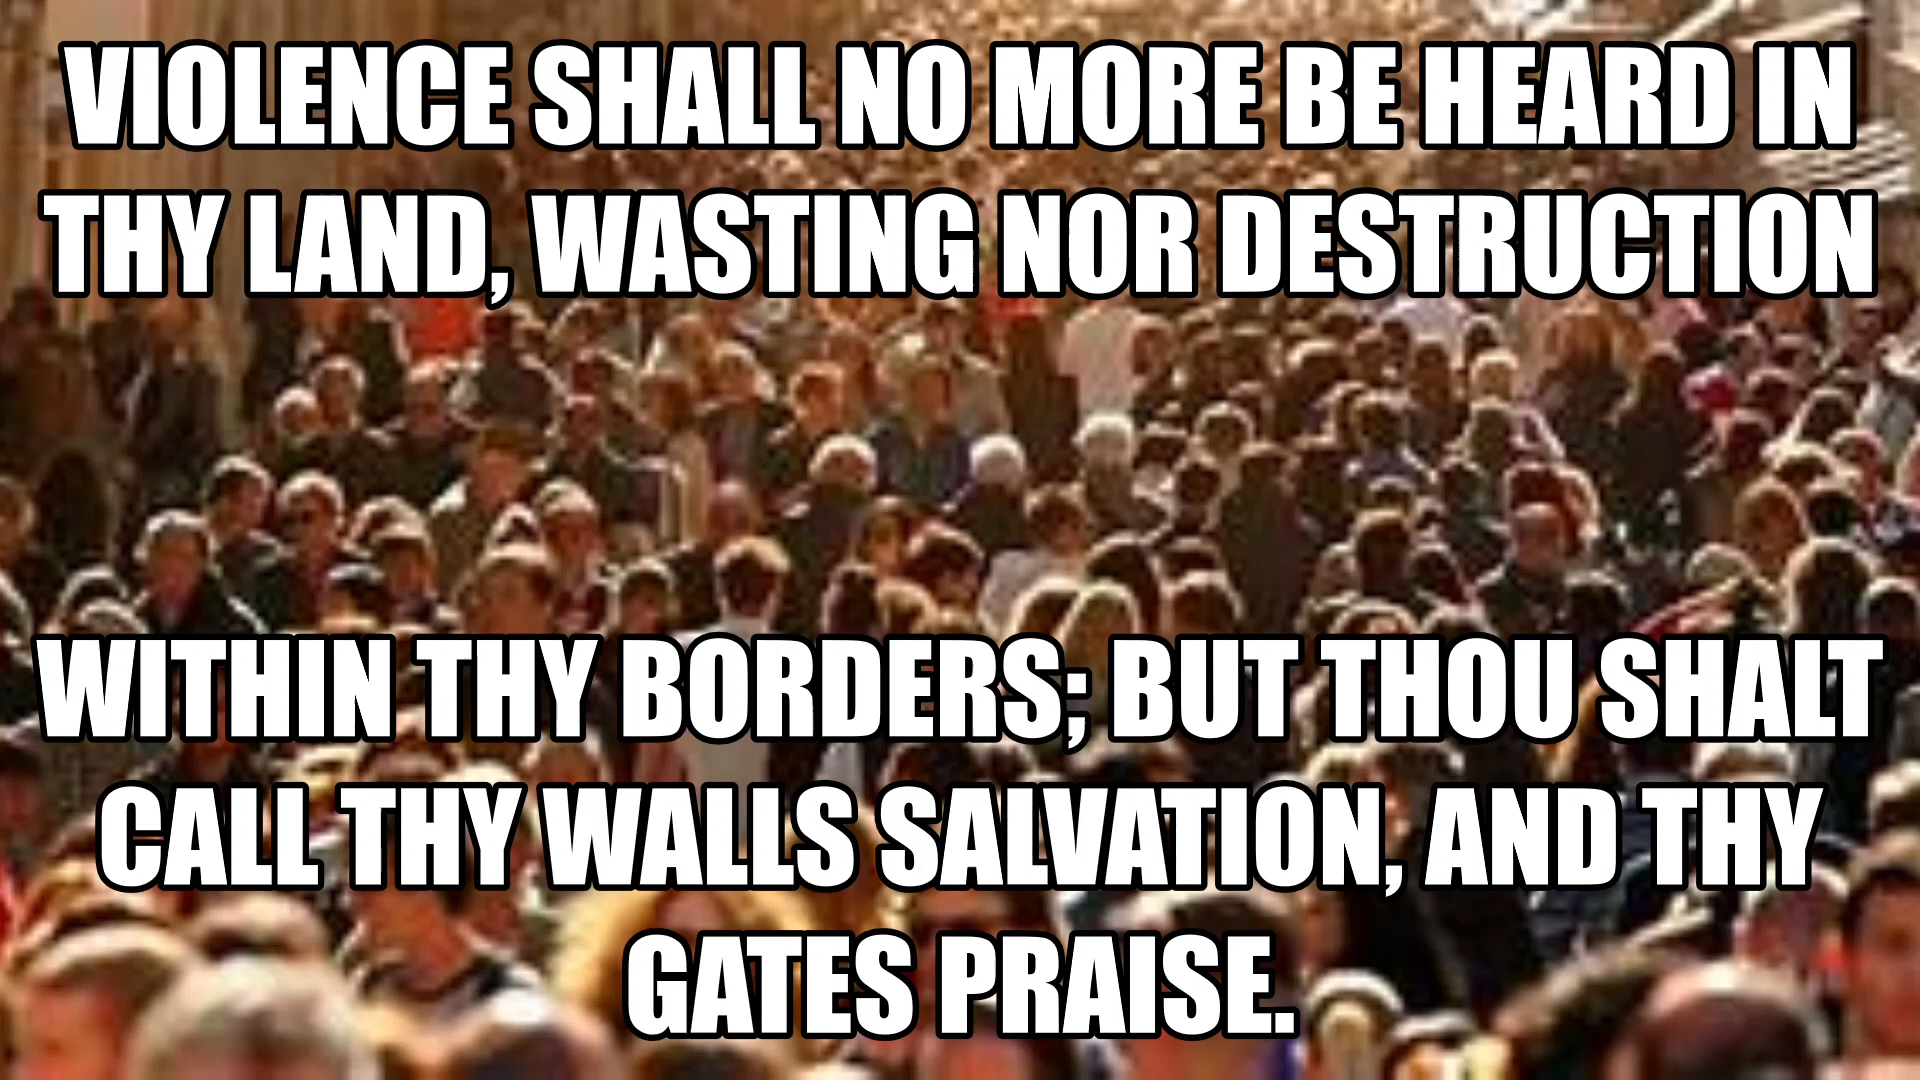 VIOLENCE SHALL NO MORE BE HEARD IN
THY LAND, WASTING NOR DESTRUCTION
WITHIN THY BORDERS; BUT THOU SHALT
CALL THY WALLS SALVATION, AND THY
GATES PRAISE.